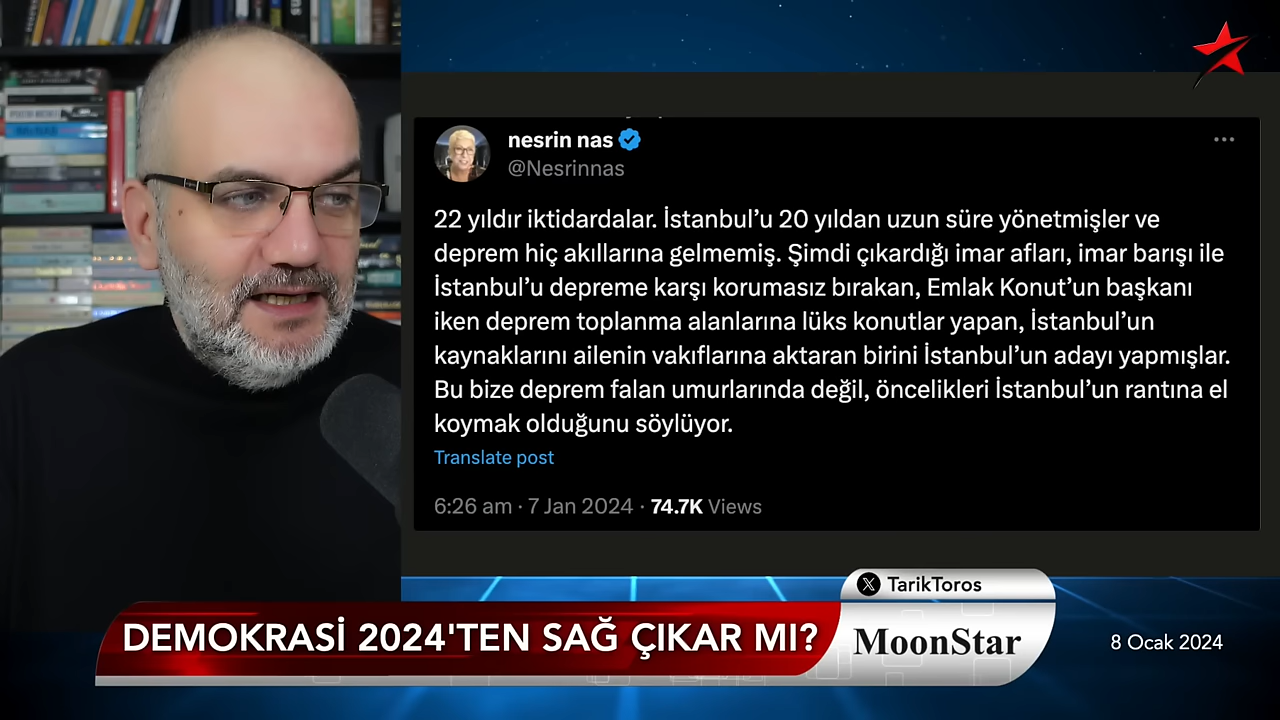 nesrin nas
@Nesrinnas
22 yıldır iktidardalar. İstanbul’u 20 yıldan uzun süre yönetmişler ve
deprem hiç akıllarına gelmemiş. Şimdi çıkardığı imar afları, imar barışı ile
İstanbul’u depreme karşı korumasız bırakan, Emlak Konut’un başkanı
iken deprem toplanma alanlarına lüks konutlar yapan, İstanbul’un
kaynaklarını ailenin vakıflarına aktaran birini İstanbul’un adayı yapmışlar.
Bu bize deprem falan umurlarında değil, öncelikleri İstanbul’un rantına el
koymak olduğunu söylüyor.
Translate post
6:26 am · 7 Jan 2024 · 74.7K Views
TarikToros
DEMOKRASİ 2024'TEN SAĞ ÇIKAR MI?
MoonStar
8 Ocak 2024